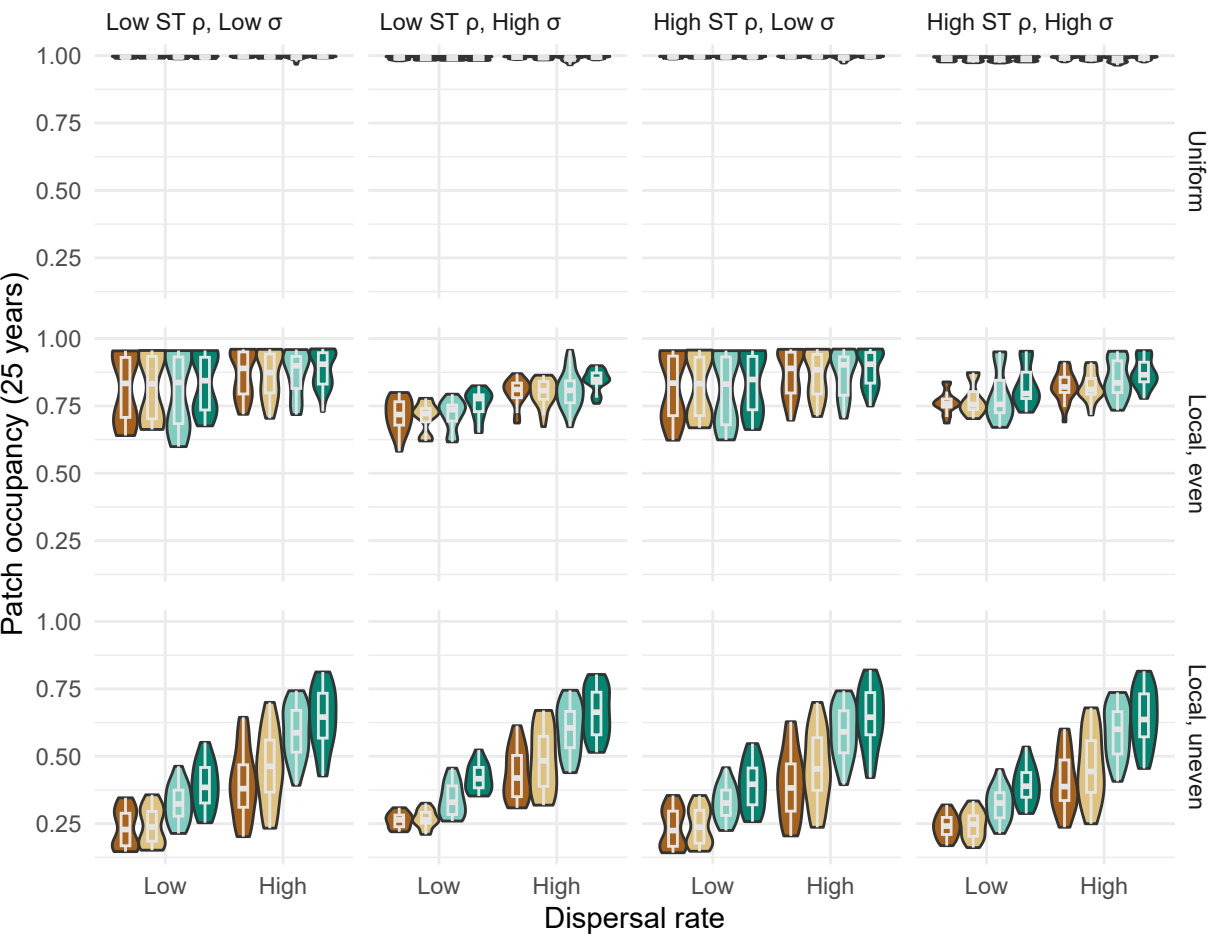 Low ST ρ, Low σ
Low ST ρ, High σ
High ST ρ, Low σ
High ST ρ, High σ
Patch occupancy (25 years)
1.00
0.75
0.50
0.25
Uniform
1.00
0.75
0.50
0.25
Local, even
1.00
0.75
0.50
0.25
Local, uneven
Low
High
Low
High
Low
High
Low
High
Dispersal rate